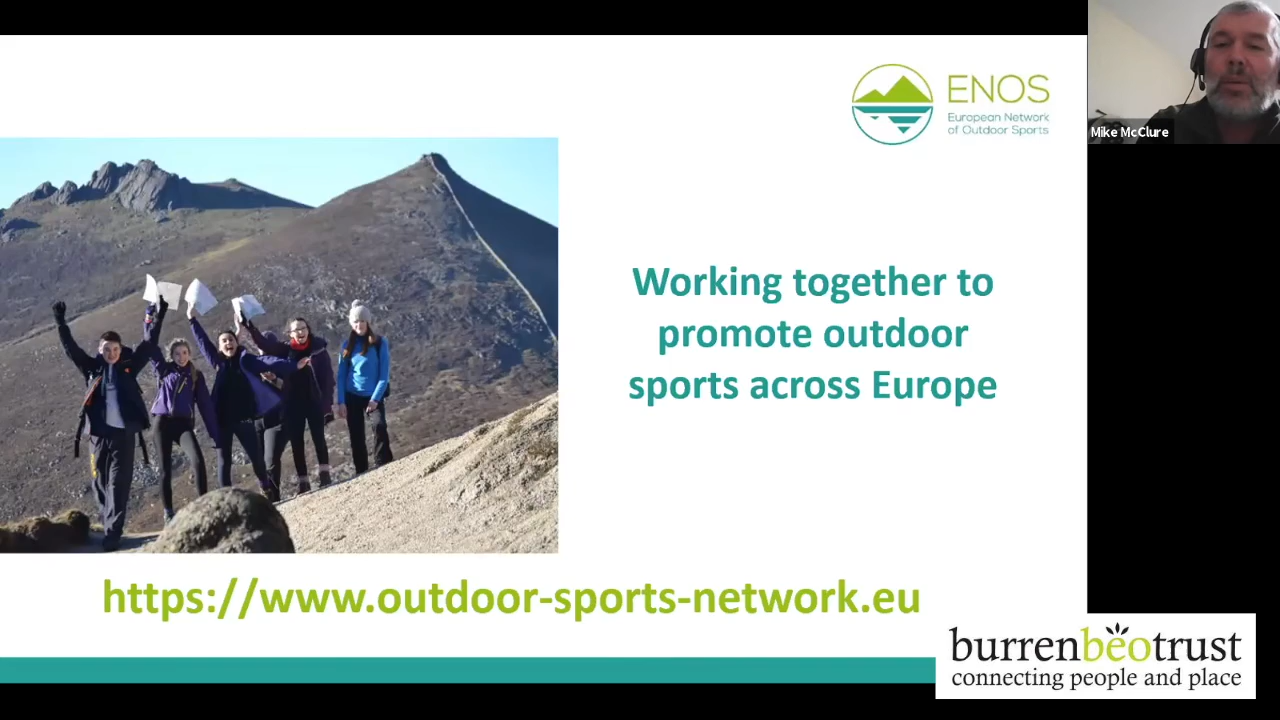 ENOS
European Network
of Outdoor Sports
Mike McClure
Working together to
promote outdoor
sports across Europe
https://www.outdoor-sports-network.eu
burrenbeotrust
connecting people and place